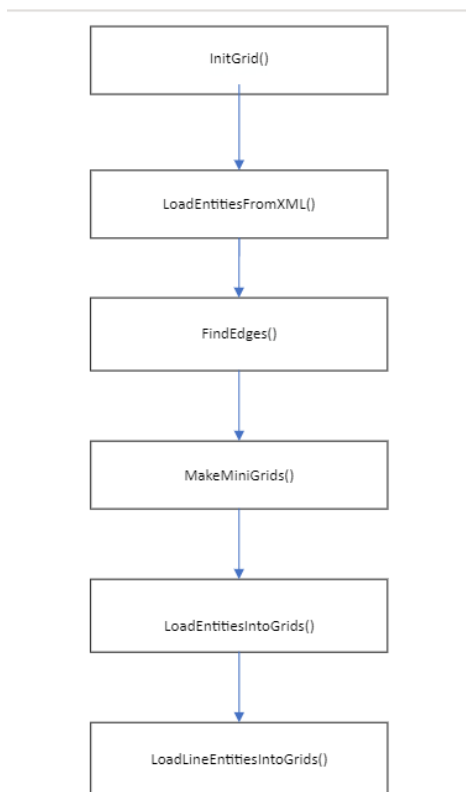 InitGrid()
LoadEntitiesFromXML()
FindEdges()
MakeMiniGrids()
LoadEntitiesIntoGrids()
LoadLineEntitiesIntoGrids()